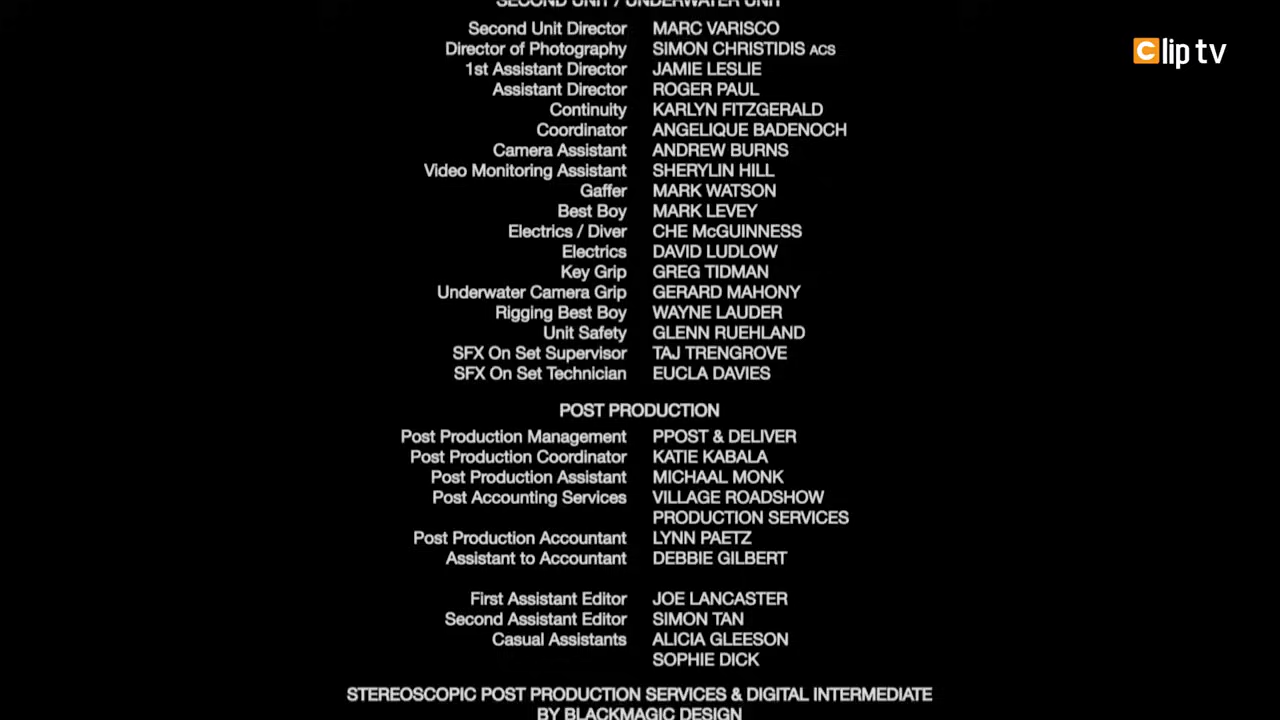 SECOND UNIT / UNDERWATER UNIT
Clip tv
Second Unit Director MARC VARISCO
Director of Photography SIMON CHRISTIDIS ACS
1st Assistant Director JAMIE LESLIE
Assistant Director ROGER PAUL
Continuity KARLYN FITZGERALD
Coordinator ANGELIQUE BADENOCH
Camera Assistant ANDREW BURNS
Video Monitoring Assistant SHERYLIN HILL
Gaffer MARK WATSON
Best Boy MARK LEVEY
Electrics / Diver CHE McGUINNESS
Electrics DAVID LUDLOW
Key Grip GREG TIDMAN
Underwater Camera Grip GERARD MAHONY
Rigging Best Boy WAYNE LAUDER
Unit Safety GLENN RUEHLAND
SFX On Set Supervisor TAJ TRENGROVE
SFX On Set Technician EUCLA DAVIES
POST PRODUCTION
Post Production Management PPOST & DELIVER
Post Production Coordinator KATIE KABALA
Post Production Assistant MICHAAL MONK
Post Accounting Services VILLAGE ROADSHOW
PRODUCTION SERVICES
Post Production Accountant LYNN PAETZ
Assistant to Accountant DEBBIE GILBERT
First Assistant Editor JOE LANCASTER
Second Assistant Editor SIMON TAN
Casual Assistants ALICIA GLEESON
SOPHIE DICK
STEREOSCOPIC POST PRODUCTION SERVICES & DIGITAL INTERMEDIATE
BY BLACKMAGIC DESIGN